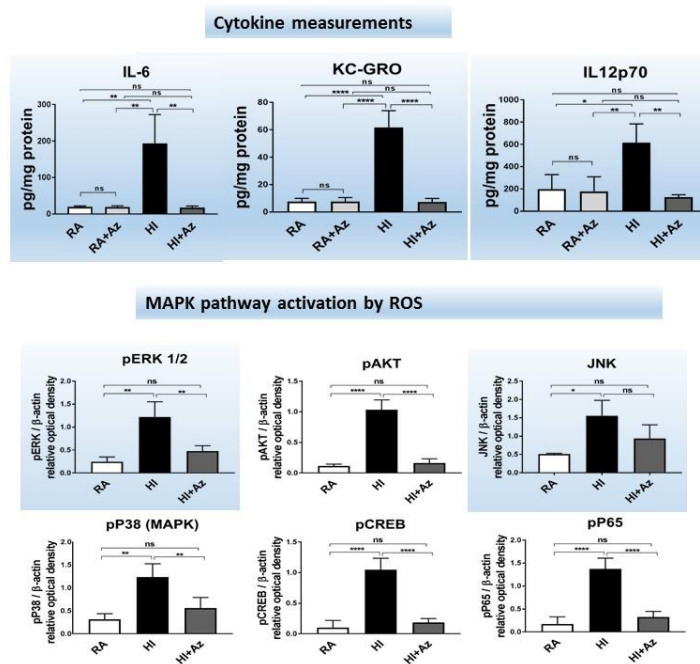 Cytokine measurements
IL-6
KC-GRO
IL12p70
pg/mg protein
300
200
100
0
ns
ns
**
**
**
ns
RA
RA+Az
HI
HI+Az
pg/mg protein
80
60
40
20
0
ns
ns
****
****
****
ns
RA
RA+Az
HI
HI+Az
pg/mg protein
1000
800
600
400
200
0
ns
ns
*
**
**
ns
RA
RA+Az
HI
HI+Az
MAPK pathway activation by ROS
pERK 1/2
pERK / β-actin
relative optical density
2.0
1.5
1.0
0.5
0.0
ns
**
**
RA
HI
HI+Az
pAKT
pAKT/ β-actin
relative optical density
1.5
1.0
0.5
0.0
ns
****
****
RA
HI
HI+Az
JNK
JNK / β-actin
relative optical density
2.5
2.0
1.5
1.0
0.5
0.0
ns
*
ns
RA
HI
HI+Az
pP38 (MAPK)
pP38 / β-actin
relative optical density
2.0
1.5
1.0
0.5
0.0
ns
**
**
RA
HI
HI+Az
pCREB
pCREB / β-actin
relative optical density
1.5
1.0
0.5
0.0
ns
****
****
RA
HI
HI+Az
pP65
pP65 / β-actin
relative optical density
2.0
1.5
1.0
0.5
0.0
ns
****
****
RA
HI
HI+Az